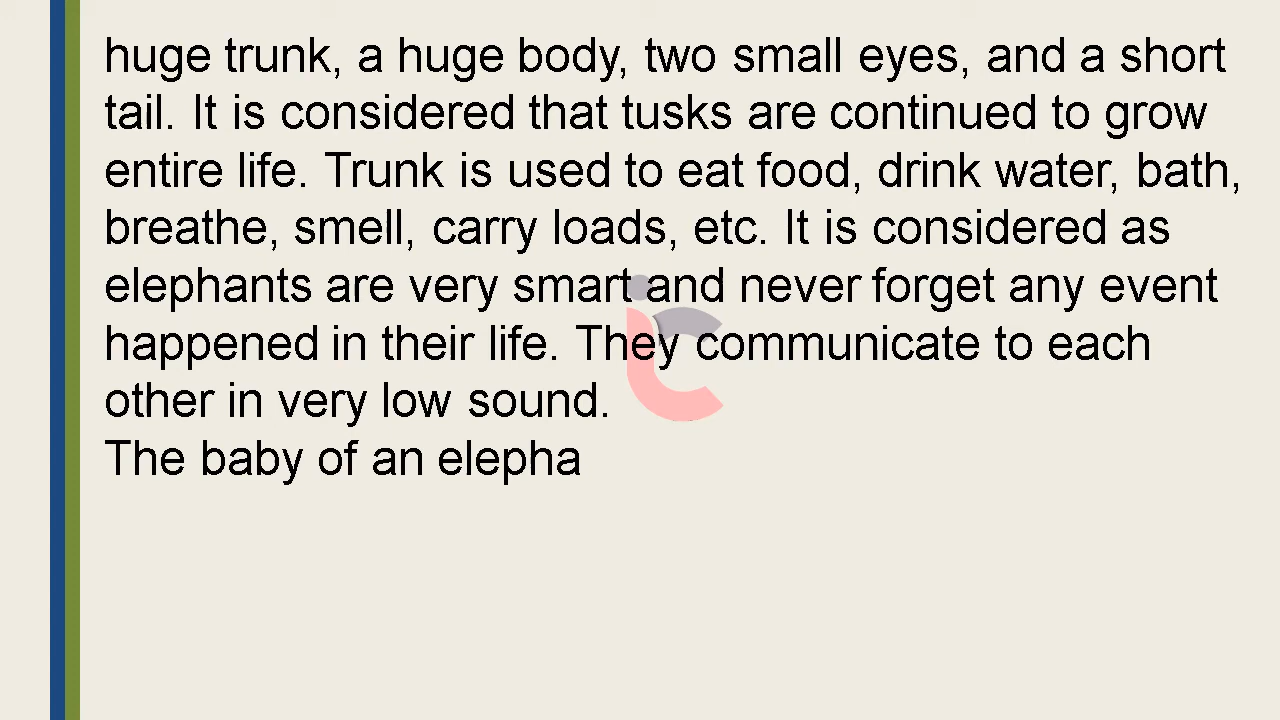 huge trunk, a huge body, two small eyes, and a short
tail. It is considered that tusks are continued to grow
entire life. Trunk is used to eat food, drink water, bath,
breathe, smell, carry loads, etc. It is considered as
elephants are very smart and never forget any event
happened in their life. They communicate to each
other in very low sound.
The baby of an elepha